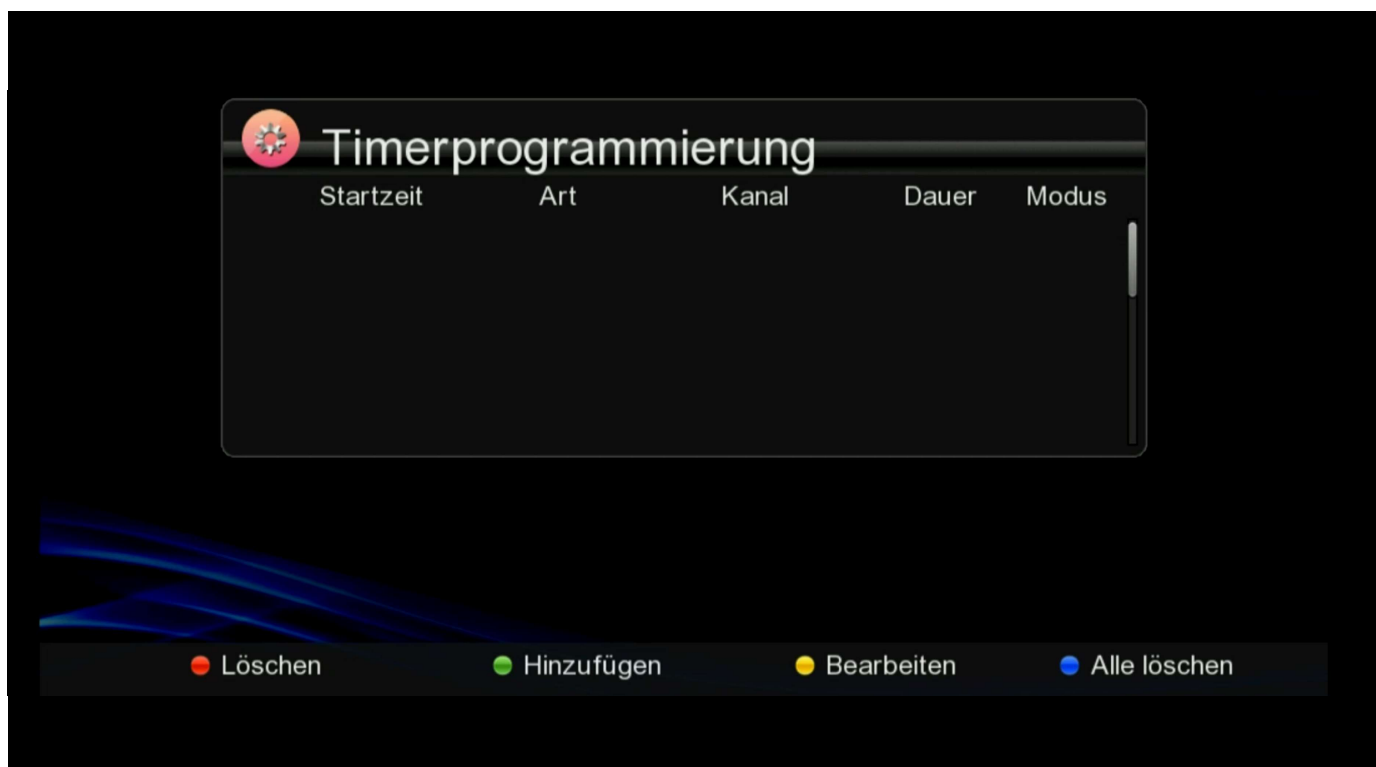 Timerprogrammierung
Startzeit Art Kanal Dauer Modus
Löschen Hinzufügen Bearbeiten Alle löschen